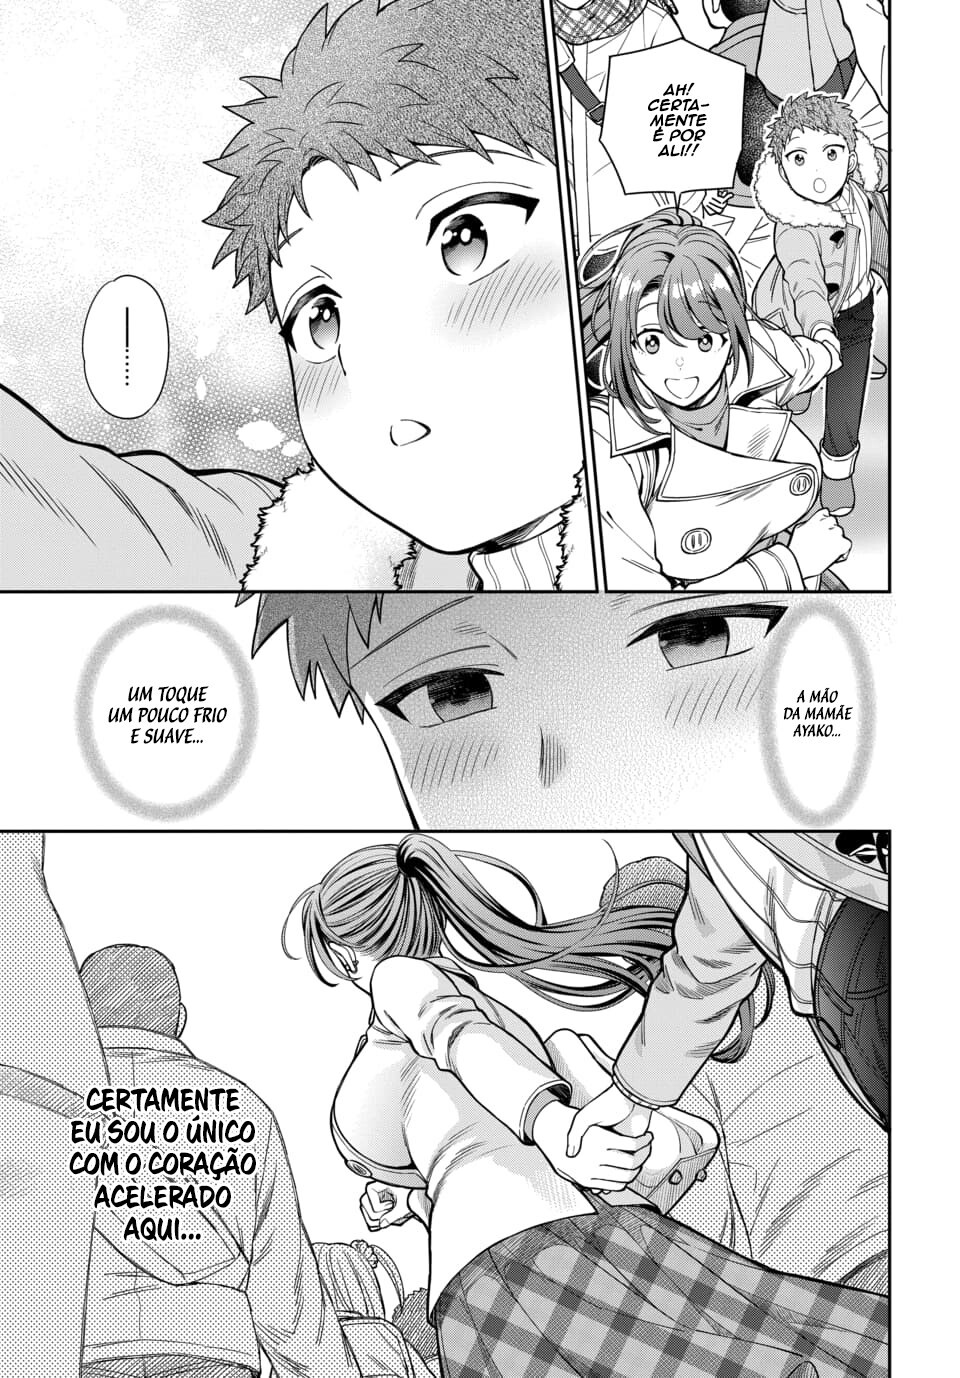 AH!
CERTA-
MENTE
É POR
ALI!!
A MÃO
DA MAMÃE
AYAKO...
UM TOQUE
UM POUCO FRIO
E SUAVE...
CERTAMENTE
EU SOU O ÚNICO
COM O CORAÇÃO
ACELERADO
AQUI...